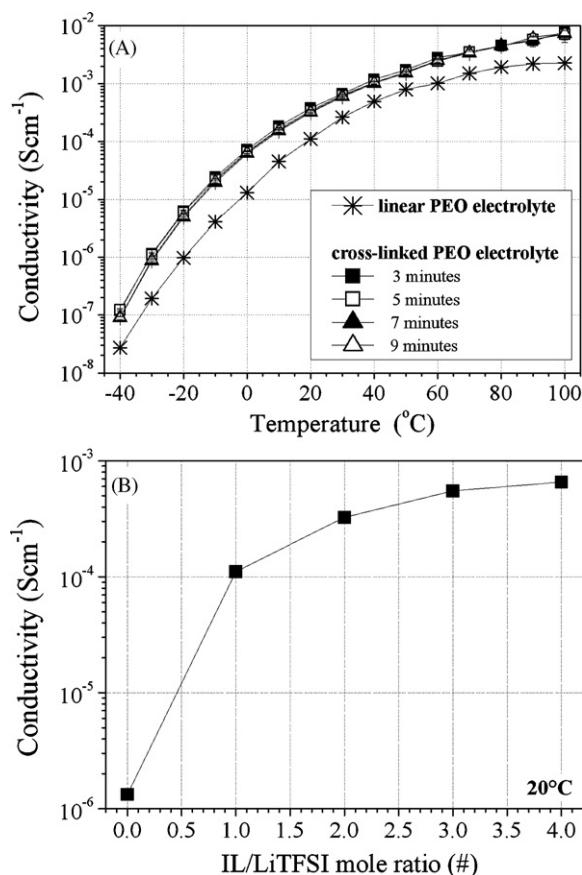 (A)
10⁻²
10⁻³
10⁻⁴
10⁻⁵
10⁻⁶
10⁻⁷
10⁻⁸
Conductivity (Scm⁻¹)
linear PEO electrolyte
cross-linked PEO electrolyte
3 minutes
5 minutes
7 minutes
9 minutes
-40 -20 0 20 40 60 80 100
Temperature (°C)
(B)
10⁻³
10⁻⁴
10⁻⁵
10⁻⁶
Conductivity (Scm⁻¹)
20°C
0.0 0.5 1.0 1.5 2.0 2.5 3.0 3.5 4.0
IL/LiTFSI mole ratio (#)